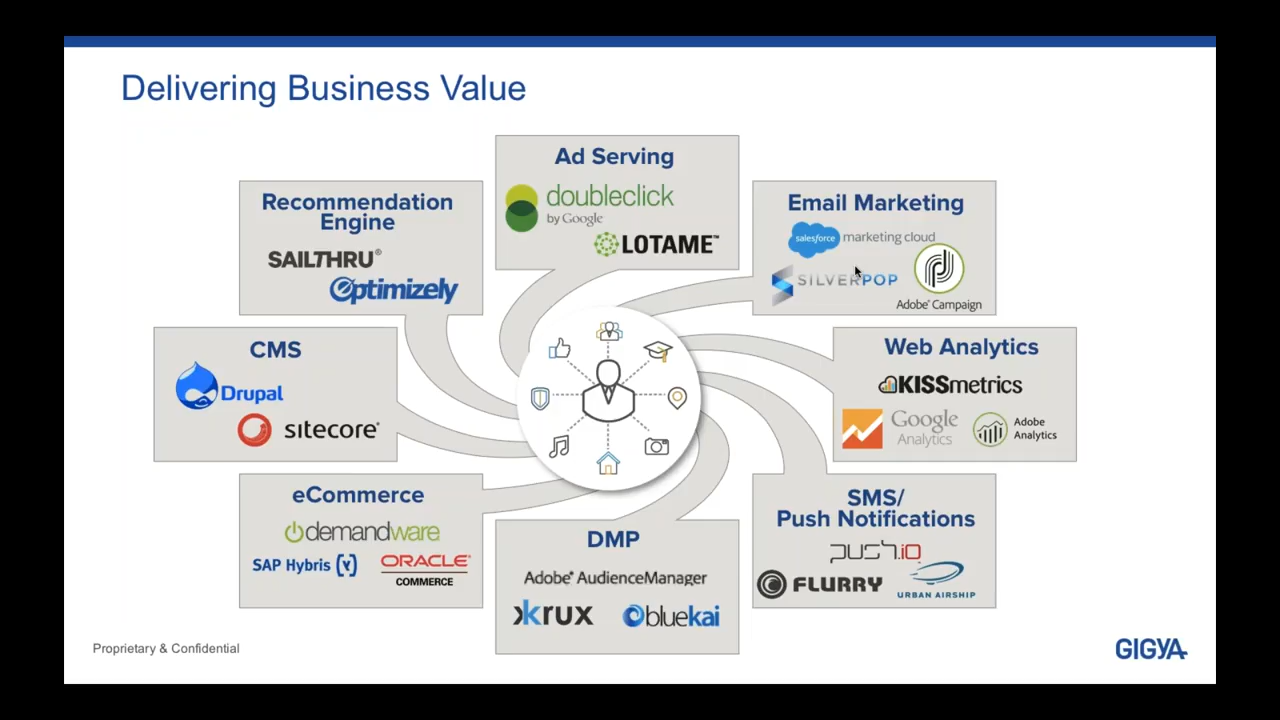 Delivering Business Value
Ad Serving
doubleclick
by Google
LOTAME™
Recommendation
Engine
SAILTHRU®
Optimizely
Email Marketing
salesforce marketing cloud
SILVERPOP
Adobe® Campaign
CMS
Drupal
sitecore®
Web Analytics
KISSmetrics
Google
Analytics
Adobe
Analytics
eCommerce
demandware
SAP Hybris (y)
ORACLE®
COMMERCE
DMP
Adobe® AudienceManager
krux
bluekai
SMS/
Push Notifications
push.io
FLURRY
URBAN AIRSHIP
Proprietary & Confidential
GIGYA